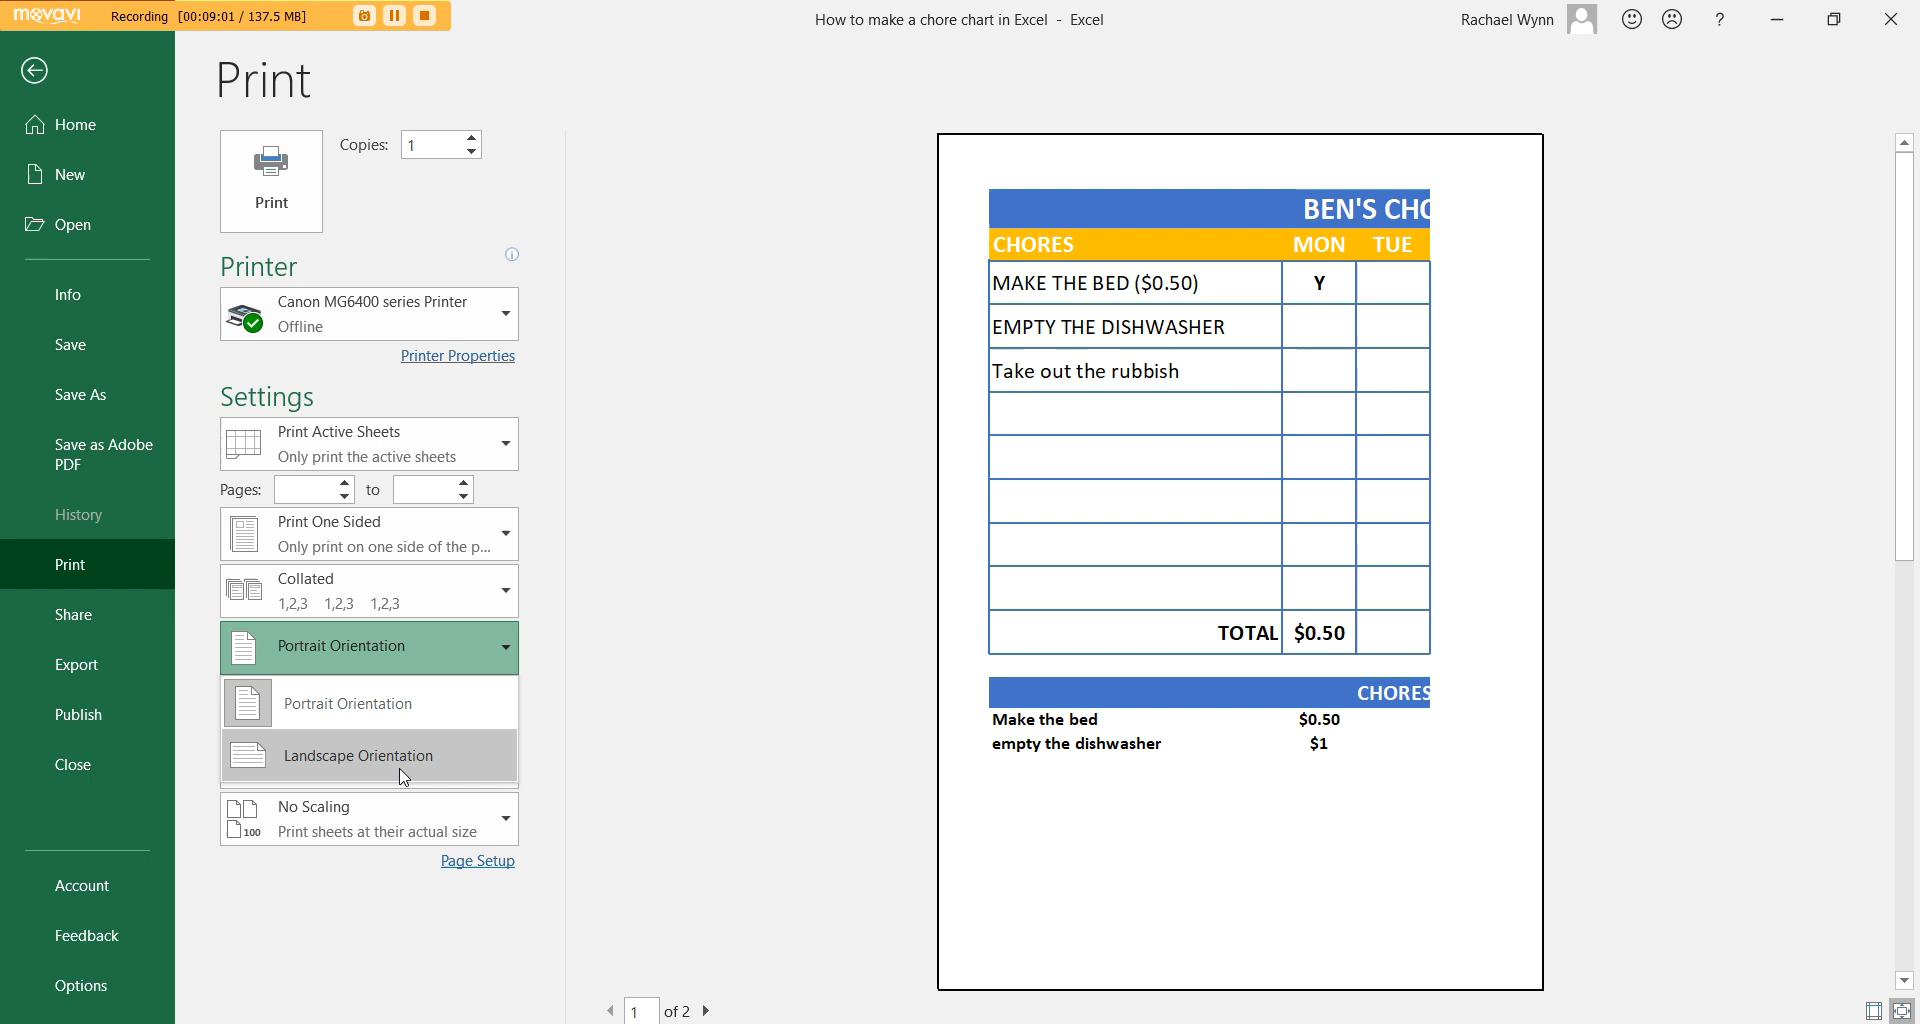 movavi Recording [00:09:01 / 137.5 MB]
How to make a chore chart in Excel - Excel
Rachael Wynn
?
Print
Home
New
Open
Info
Save
Save As
Save as Adobe
PDF
History
Print
Share
Export
Publish
Close
Account
Feedback
Options
Print
Copies: 1
Printer
Canon MG6400 series Printer
Offline
Printer Properties
Settings
Print Active Sheets
Only print the active sheets
Pages: to
Print One Sided
Only print on one side of the p...
Collated
1,2,3 1,2,3 1,2,3
Portrait Orientation
Portrait Orientation
Landscape Orientation
No Scaling
100 Print sheets at their actual size
Page Setup
BEN'S CHO
CHORES MON TUE
MAKE THE BED ($0.50) Y
EMPTY THE DISHWASHER
Take out the rubbish
TOTAL $0.50
CHORES
Make the bed $0.50
empty the dishwasher $1
1 of 2